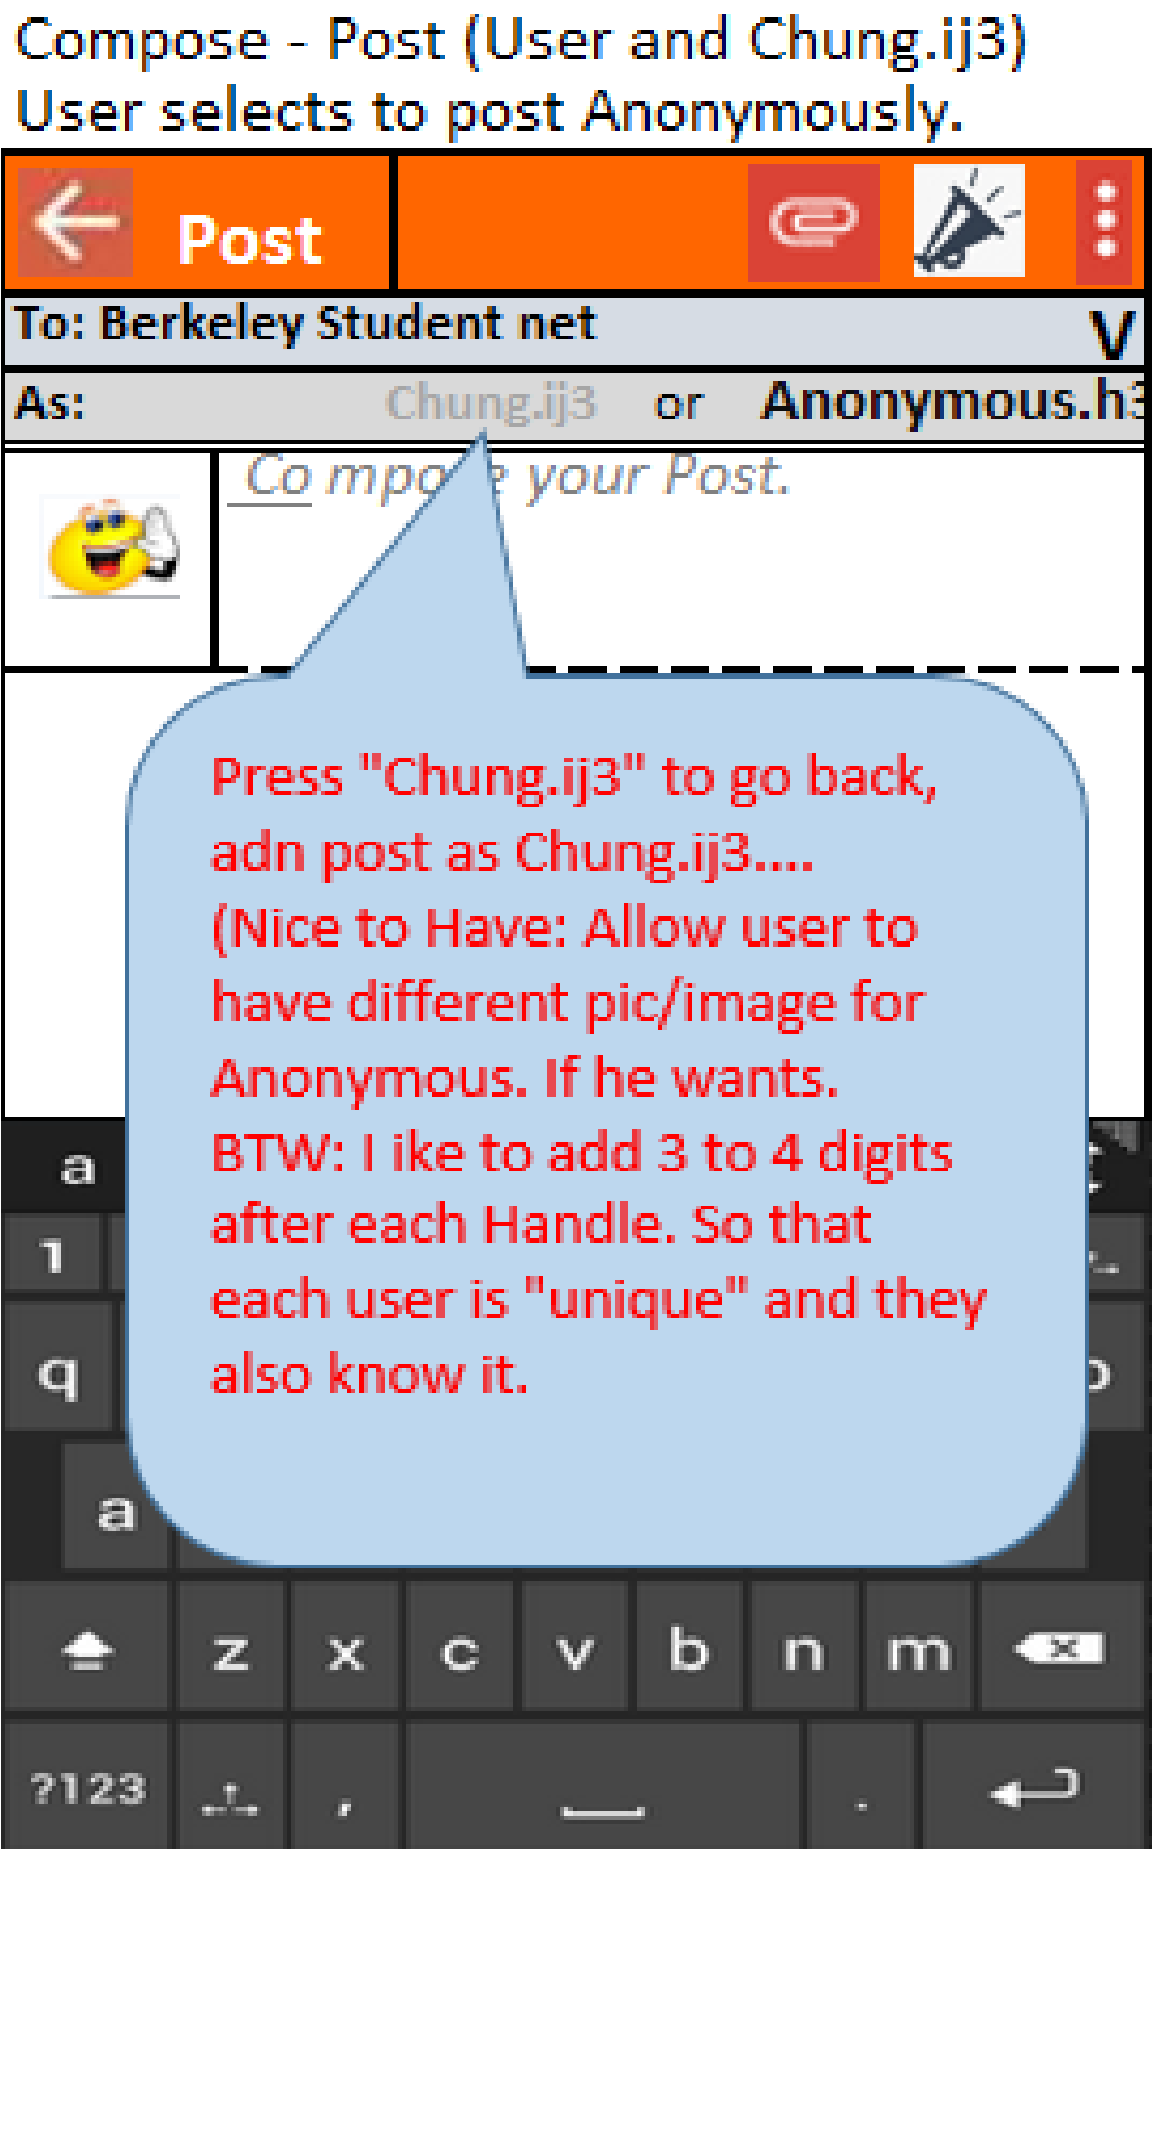 Compose - Post (User and Chung.ij3)
User selects to post Anonymously.
Post
To: Berkeley Student net V
As: Chung.ij3 or Anonymous.h3
Co mpo e your Post.
Press "Chung.ij3" to go back,
adn post as Chung.ij3....
(Nice to Have: Allow user to
have different pic/image for
Anonymous. If he wants.
BTW: I ike to add 3 to 4 digits
after each Handle. So that
each user is "unique" and they
also know it.
a
1
q
a
z x c v b n m
?123 , .